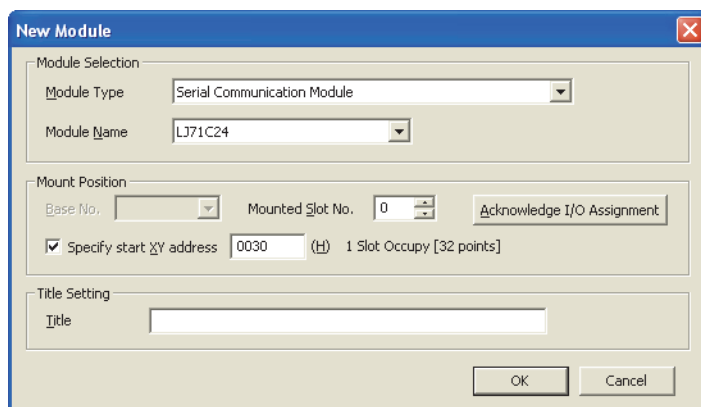 New Module
Module Selection
Module Type Serial Communication Module
Module Name LJ71C24
Mount Position
Base No. Mounted Slot No. 0 Acknowledge I/O Assignment
Specify start XY address 0030 (H) 1 Slot Occupy [32 points]
Title Setting
Title
OK Cancel